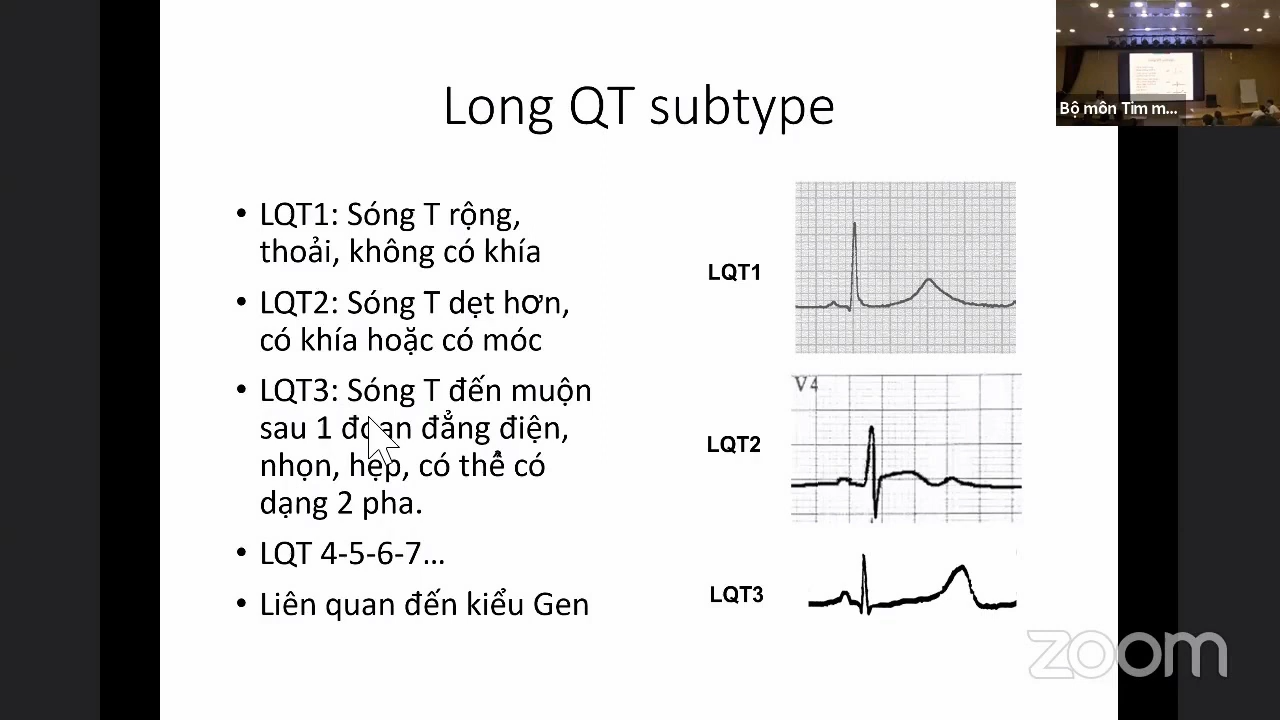 Bộ môn Tim m...
Long QT subtype
• LQT1: Sóng T rộng,
thoải, không có khía
• LQT2: Sóng T dẹt hơn,
có khía hoặc có móc
• LQT3: Sóng T đến muộn
sau 1 đoạn đẳng điện,
nhọn, hẹp, có thể có
dạng 2 pha.
• LQT 4-5-6-7...
• Liên quan đến kiểu Gen
LQT1
V4
LQT2
LQT3
zoom